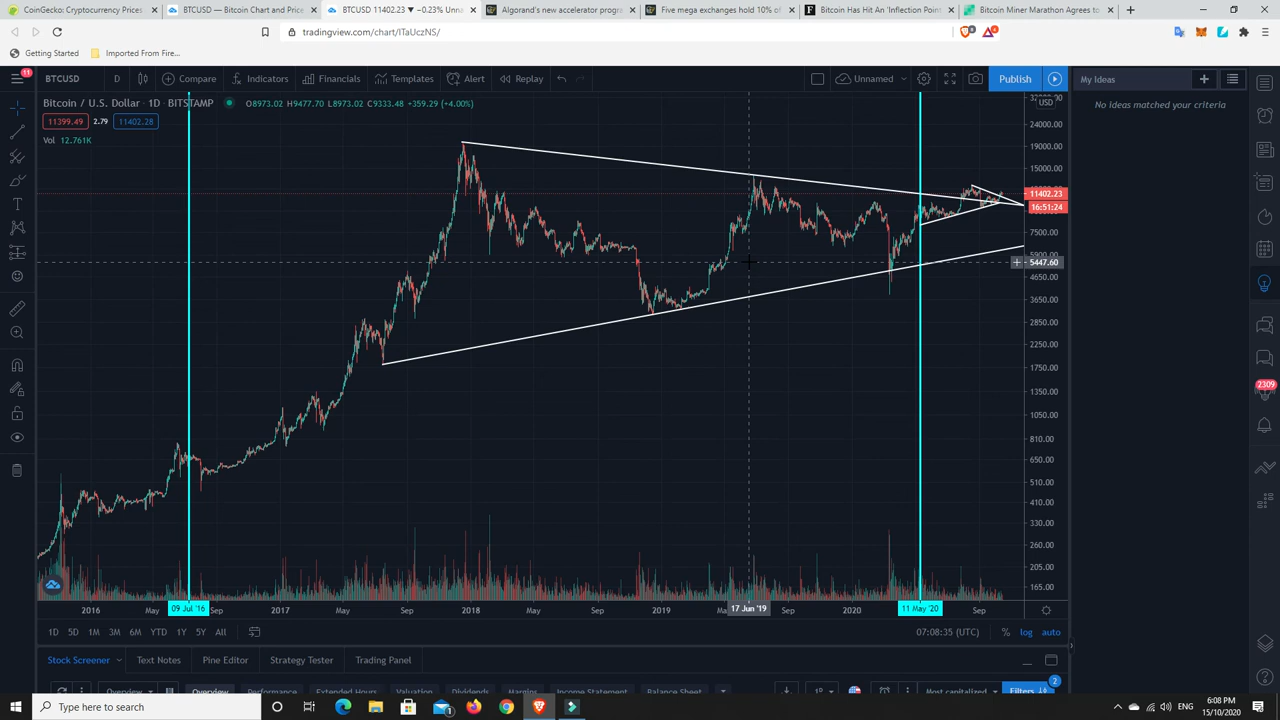 CoinGecko: Cryptocurrency Prices
BTCUSD — Bitcoin Chart and Price
BTCUSD 11402.23 ▼ −0.23% Unna
Algorand's new accelerator progr
Five mega exchanges hold 10% of
Bitcoin Has Hit An 'Inflection Poin
Bitcoin Miner Marathon Agrees to
tradingview.com/chart/ITaUczNS/
Getting Started
Imported From Fire...
11
BTCUSD
D
Compare
Indicators
Financials
Templates
Alert
Replay
Unnamed
Publish
My Ideas
No ideas matched your criteria
Bitcoin / U.S. Dollar · 1D · BITSTAMP
O8973.02 H9477.70 L8973.02 C9333.48 +359.29 (+4.00%)
11399.49
2.79
11402.28
Vol 12.761K
USD
24000.00
19000.00
15000.00
11402.23
16:51:24
7500.00
5447.60
4650.00
3650.00
2850.00
2250.00
1750.00
1350.00
1050.00
810.00
650.00
510.00
410.00
330.00
260.00
205.00
165.00
2309
2016
May
09 Jul '16
Sep
2017
May
Sep
2018
May
Sep
2019
17 Jun '19
Sep
2020
11 May '20
Sep
1D 5D 1M 3M 6M YTD 1Y 5Y All
07:08:35 (UTC)
%
log
auto
Stock Screener
Text Notes
Pine Editor
Strategy Tester
Trading Panel
Overview
Overview
Performance
Extended Hours
Valuation
Dividends
Margins
Income Statement
Balance Sheet
Most capitalized
Filters
2
Type here to search
ENG
6:08 PM
15/10/2020